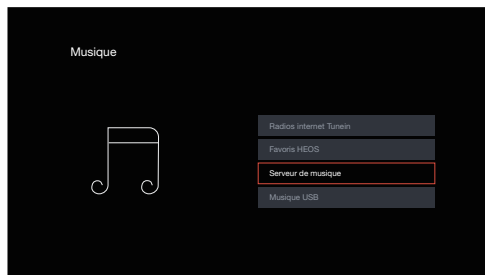 Musique
Radios internet Tunein
Favoris HEOS
Serveur de musique
Musique USB